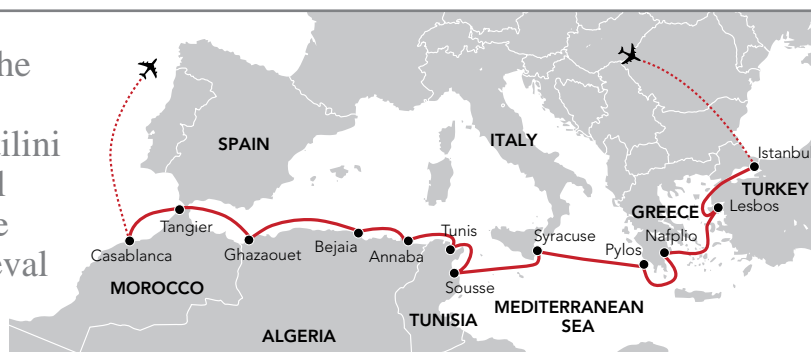 he
ilini
l
e
eval
SPAIN
ITALY
Istanbu
TURKEY
GREECE
Lesbos
Tangier
Tunis
Syracuse
Nafplio
Pylos
Casablanca
Ghazaouet
Bejaia
Annaba
MOROCCO
Sousse
MEDITERRANEAN
SEA
TUNISIA
ALGERIA